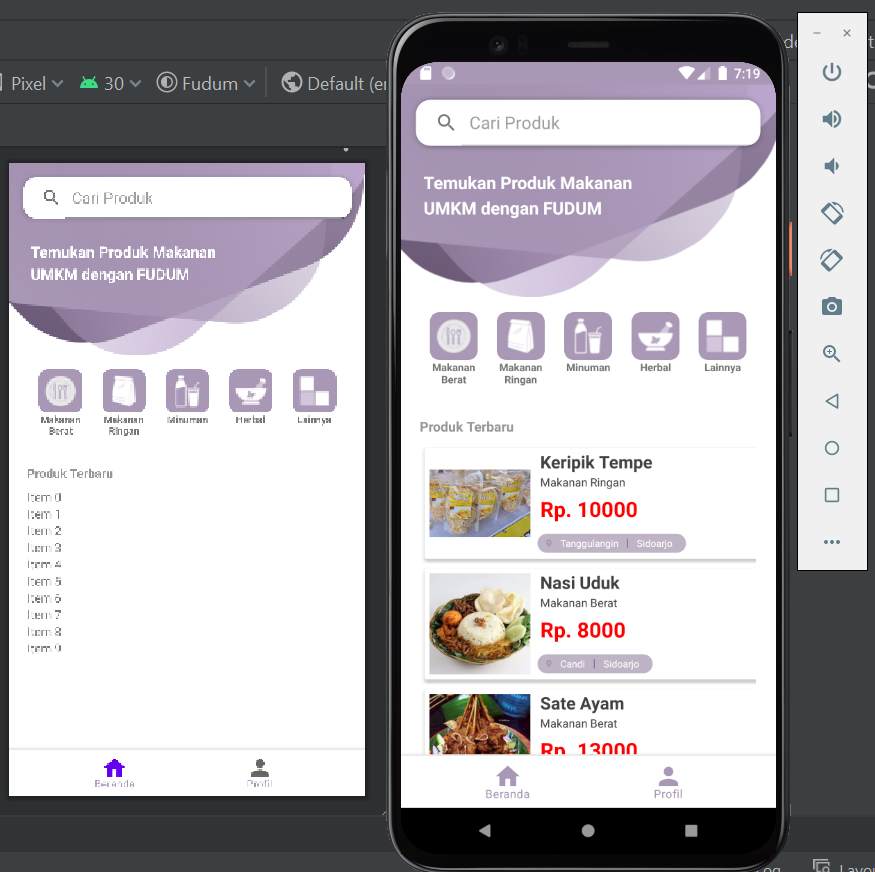 Pixel
30
Fudum
Default (en
Cari Produk
Temukan Produk Makanan
UMKM dengan FUDUM
Makanan
Berat
Makanan
Ringan
Minuman
Herbal
Lainnya
Produk Terbaru
Item 0
Item 1
Item 2
Item 3
Item 4
Item 5
Item 6
Item 7
Item 8
Item 9
Beranda
Profil
7:19
Cari Produk
Temukan Produk Makanan
UMKM dengan FUDUM
Makanan
Berat
Makanan
Ringan
Minuman
Herbal
Lainnya
Produk Terbaru
Keripik Tempe
Makanan Ringan
Rp. 10000
Tanggulangin | Sidoarjo
Nasi Uduk
Makanan Berat
Rp. 8000
Candi | Sidoarjo
Sate Ayam
Makanan Berat
Rp. 13000
Beranda
Profil